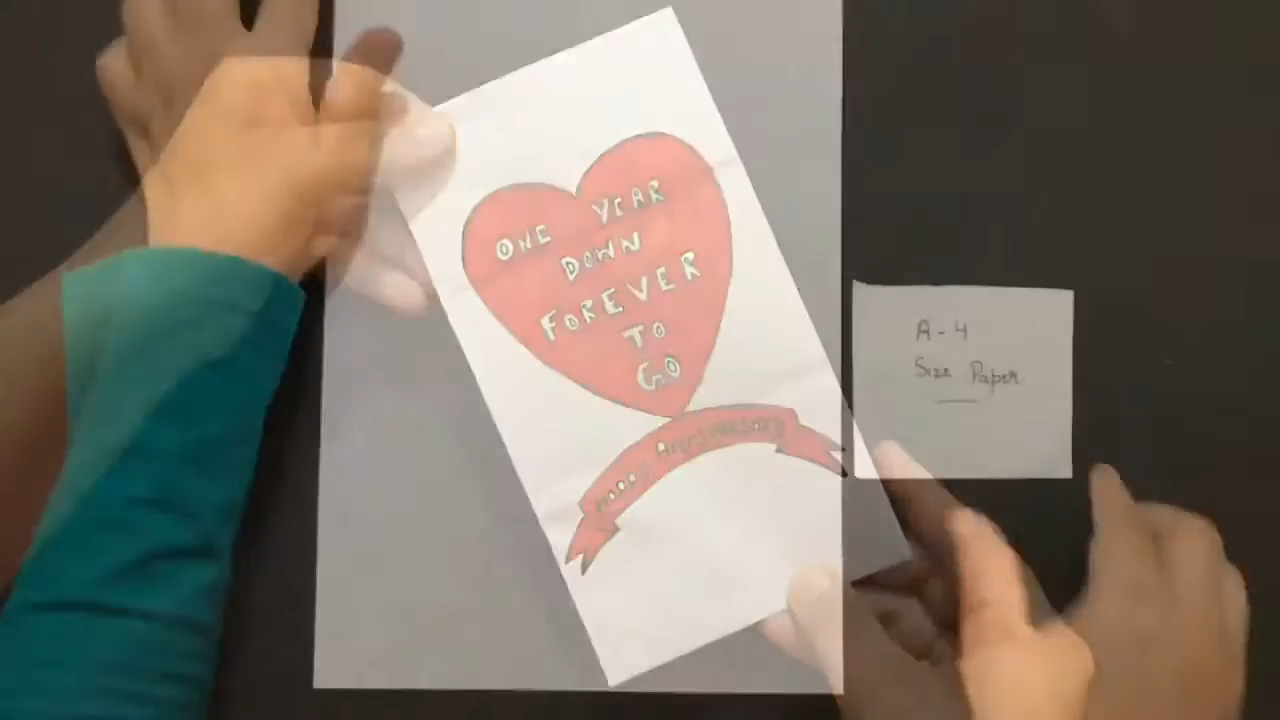 ONE YEAR
DOWN
FOREVER
TO
GO
HAPPY ANNIVERSARY
A-4
Size Paper